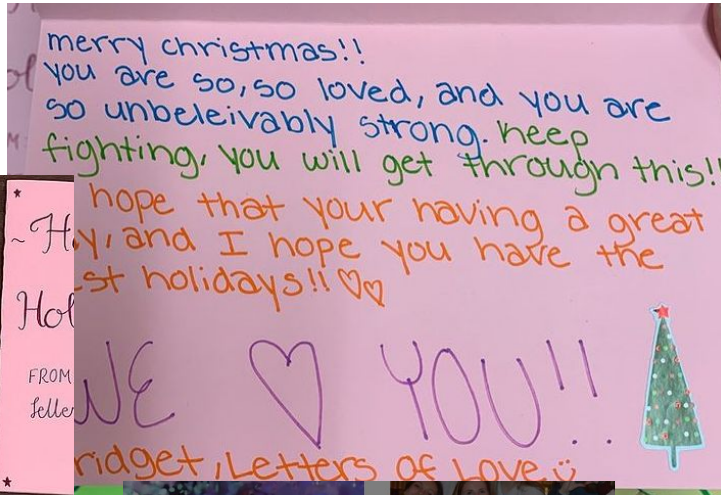 merry christmas!!
you are so, so loved, and you are
so unbeleivably strong. keep
fighting, you will get through this!!
hope that your having a great
and I hope you have the
holidays!! ♡♡
WE ♡ YOU!!
Letters of Love ü
FROM